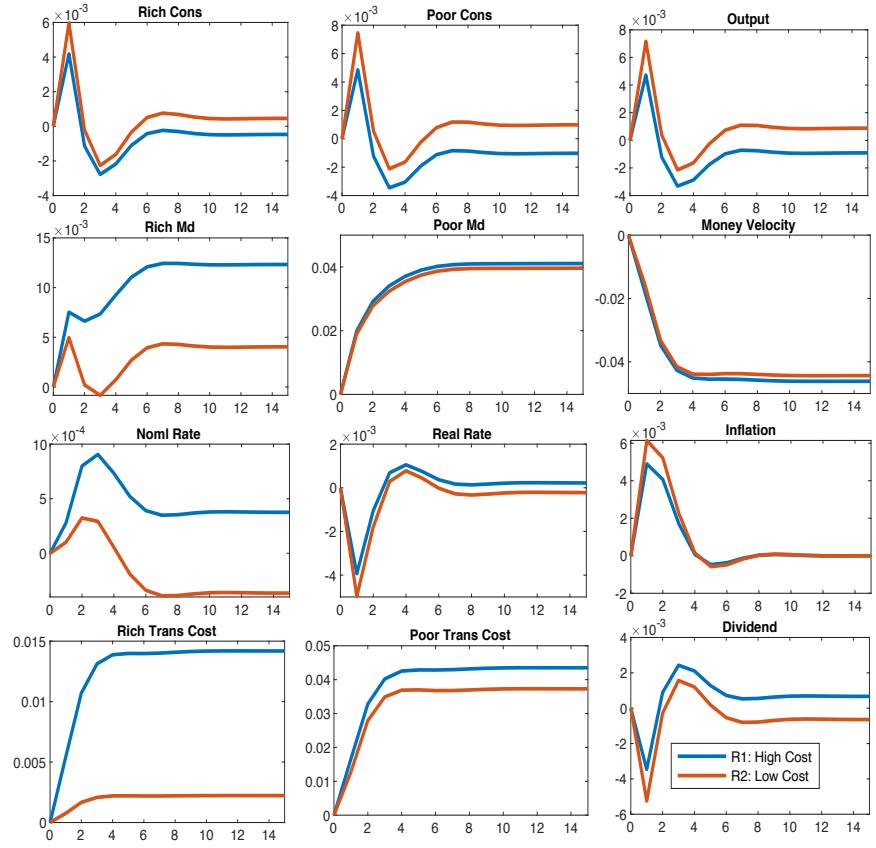 Rich Cons
×10-3
6
4
2
0
-2
-4
0 2 4 6 8 10 12 14
Poor Cons
×10-3
8
6
4
2
0
-2
-4
0 2 4 6 8 10 12 14
Output
×10-3
8
6
4
2
0
-2
-4
0 2 4 6 8 10 12 14
Rich Md
×10-3
15
10
5
0
0 2 4 6 8 10 12 14
Poor Md
0.04
0.02
0
0 2 4 6 8 10 12 14
Money Velocity
0
-0.02
-0.04
0 2 4 6 8 10 12 14
Noml Rate
×10-4
10
5
0
0 2 4 6 8 10 12 14
Real Rate
×10-3
2
0
-2
-4
0 2 4 6 8 10 12 14
Inflation
×10-3
6
4
2
0
-2
0 2 4 6 8 10 12 14
Rich Trans Cost
0.015
0.01
0.005
0
0 2 4 6 8 10 12 14
Poor Trans Cost
0.05
0.04
0.03
0.02
0.01
0
0 2 4 6 8 10 12 14
Dividend
×10-3
4
2
0
-2
-4
-6
R1: High Cost
R2: Low Cost
0 2 4 6 8 10 12 14